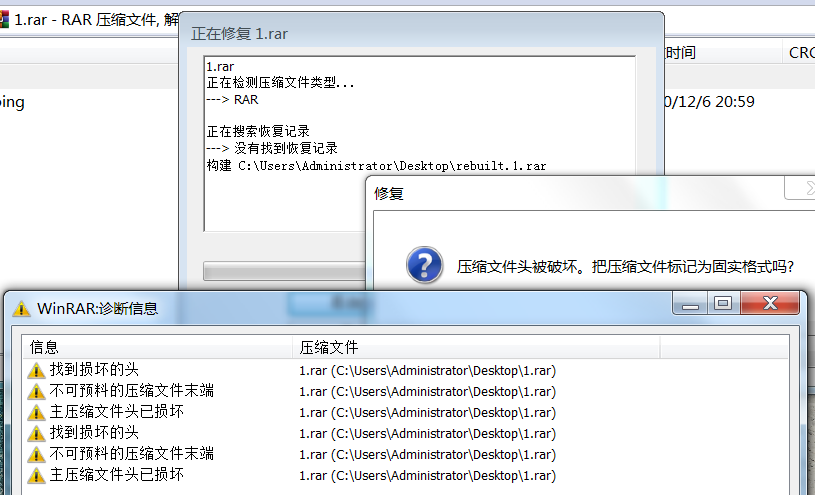 1.rar - RAR 压缩文件, 解
正在修复 1.rar
时间
CRC
ping
0/12/6 20:59
1.rar
正在检测压缩文件类型...
---> RAR
正在搜索恢复记录
---> 没有找到恢复记录
构建 C:\Users\Administrator\Desktop\rebuilt.1.rar
修复
压缩文件头被破坏。把压缩文件标记为固实格式吗?
WinRAR:诊断信息
信息 压缩文件
找到损坏的头 1.rar (C:\Users\Administrator\Desktop\1.rar)
不可预料的压缩文件末端 1.rar (C:\Users\Administrator\Desktop\1.rar)
主压缩文件头已损坏 1.rar (C:\Users\Administrator\Desktop\1.rar)
找到损坏的头 1.rar (C:\Users\Administrator\Desktop\1.rar)
不可预料的压缩文件末端 1.rar (C:\Users\Administrator\Desktop\1.rar)
主压缩文件头已损坏 1.rar (C:\Users\Administrator\Desktop\1.rar)